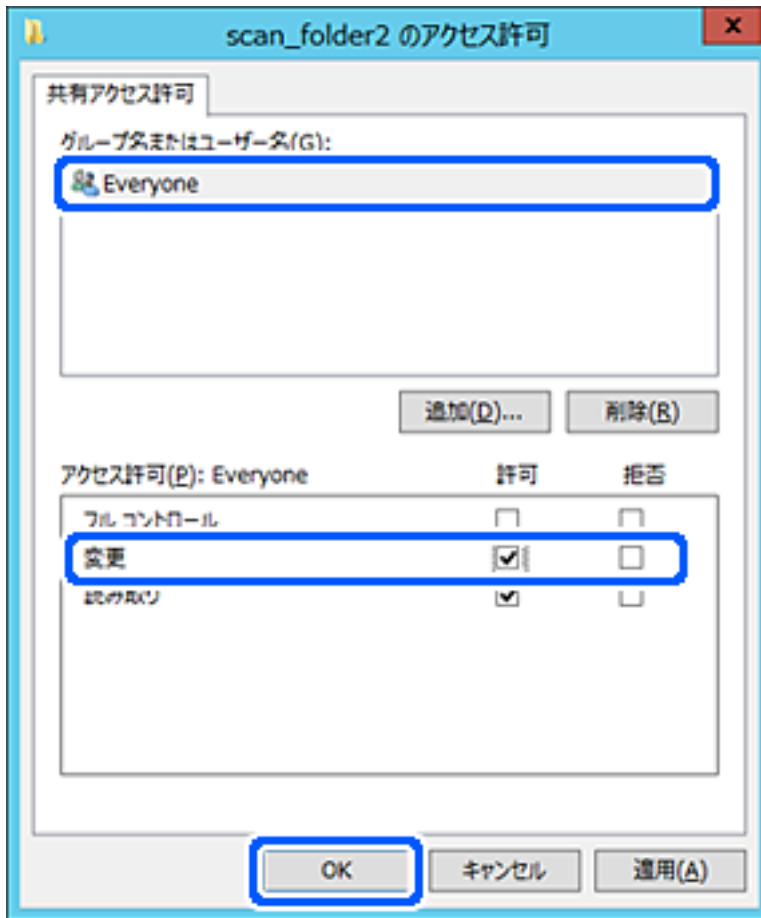 scan_folder2 のアクセス許可
共有アクセス許可
グループ名またはユーザー名(G):
Everyone
追加(D)...
削除(R)
アクセス許可(P): Everyone 許可 拒否
フル コントロール
変更
読み取り
OK キャンセル 適用(A)